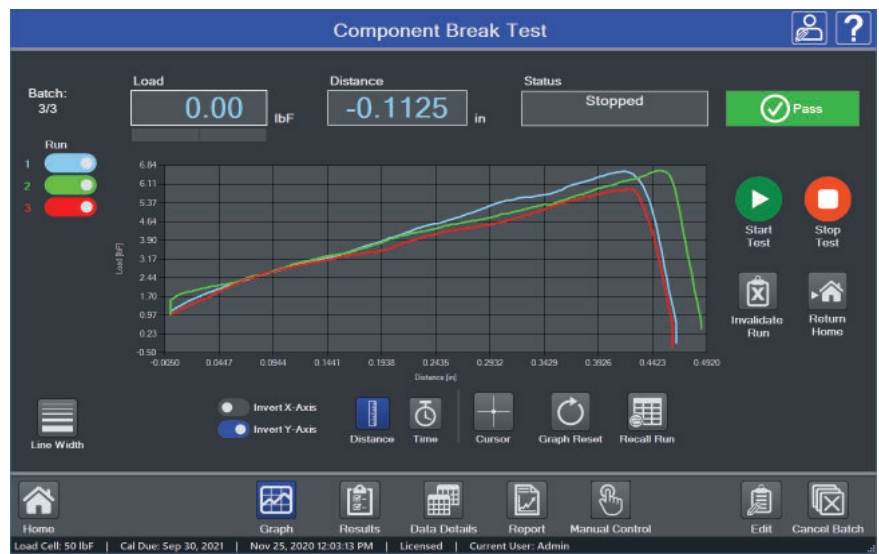 Component Break Test
?
Batch:
3/3
Load
0.00 lbF
Distance
-0.1125 in
Status
Stopped
Pass
Run
1
2
3
6.84
6.11
5.37
4.64
3.90
3.17
2.44
1.70
0.97
0.23
-0.50
Load [lbF]
-0.0050 0.0447 0.0944 0.1441 0.1938 0.2435 0.2932 0.3429 0.3926 0.4423 0.4920
Distance [in]
Start
Test
Stop
Test
Invalidate
Run
Return
Home
Line Width
Invert X-Axis
Invert Y-Axis
Distance
Time
Cursor
Graph Reset
Recall Run
Home
Graph
Results
Data Details
Report
Manual Control
Edit
Cancel Batch
Load Cell: 50 lbF | Cal Due: Sep 30, 2021 | Nov 25, 2020 12:03:13 PM | Licensed | Current User: Admin